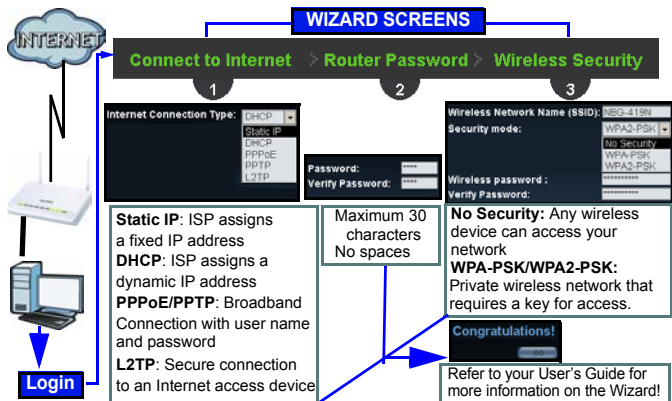 WIZARD SCREENS
INTERNET
Connect to Internet > Router Password > Wireless Security
1
2
3
Internet Connection Type: DHCP
Static IP
DHCP
PPPoE
PPTP
L2TP
Password: ****
Verify Password: ****
Wireless Network Name (SSID): NBG-419N
Security mode: WPA2-PSK
No Security
WPA-PSK
WPA2-PSK
Wireless password : **********
Verify Password: **********
Static IP: ISP assigns
a fixed IP address
DHCP: ISP assigns a
dynamic IP address
PPPoE/PPTP: Broadband
Connection with user name
and password
L2TP: Secure connection
to an Internet access device
Maximum 30
characters
No spaces
No Security: Any wireless
device can access your
network
WPA-PSK/WPA2-PSK:
Private wireless network that
requires a key for access.
Congratulations!
GO
Refer to your User's Guide for
more information on the Wizard!
Login